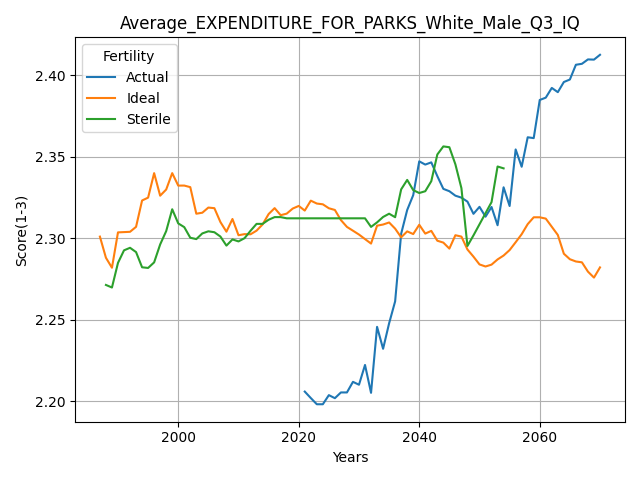 Average_EXPENDITURE_FOR_PARKS_White_Male_Q3_IQ
Fertility
Actual
Ideal
Sterile
Score(1-3)
2.40
2.35
2.30
2.25
2.20
2000
2020
2040
2060
Years